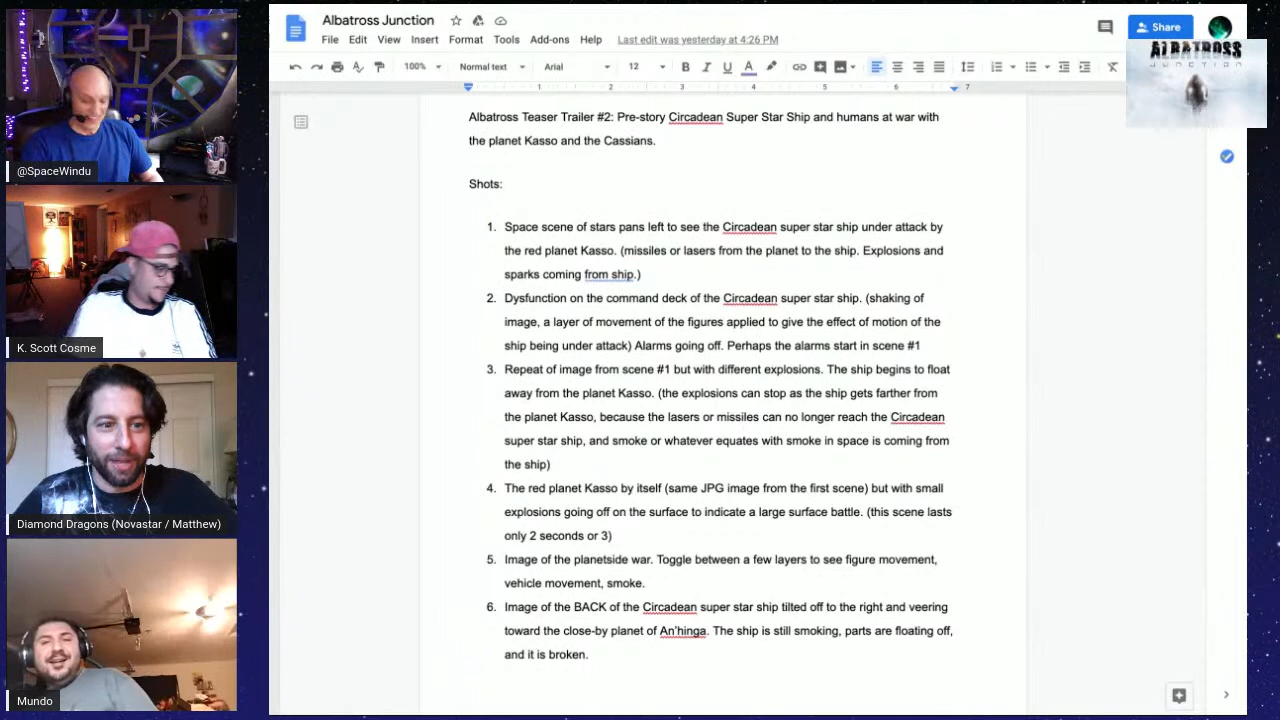 @SpaceWindu
K. Scott Cosme
Diamond Dragons (Novastar / Matthew)
Mundo
Albatross Junction
File Edit View Insert Format Tools Add-ons Help Last edit was yesterday at 4:26 PM
Share
100% Normal text Arial 12 B I U A
1 2 3 4 5 6 7
ALBATROSS
JUNCTION
Albatross Teaser Trailer #2: Pre-story Circadean Super Star Ship and humans at war with
the planet Kasso and the Cassians.
Shots:
1. Space scene of stars pans left to see the Circadean super star ship under attack by
the red planet Kasso. (missiles or lasers from the planet to the ship. Explosions and
sparks coming from ship.)
2. Dysfunction on the command deck of the Circadean super star ship. (shaking of
image, a layer of movement of the figures applied to give the effect of motion of the
ship being under attack) Alarms going off. Perhaps the alarms start in scene #1
3. Repeat of image from scene #1 but with different explosions. The ship begins to float
away from the planet Kasso. (the explosions can stop as the ship gets farther from
the planet Kasso, because the lasers or missiles can no longer reach the Circadean
super star ship, and smoke or whatever equates with smoke in space is coming from
the ship)
4. The red planet Kasso by itself (same JPG image from the first scene) but with small
explosions going off on the surface to indicate a large surface battle. (this scene lasts
only 2 seconds or 3)
5. Image of the planetside war. Toggle between a few layers to see figure movement,
vehicle movement, smoke.
6. Image of the BACK of the Circadean super star ship tilted off to the right and veering
toward the close-by planet of An'hinga. The ship is still smoking, parts are floating off,
and it is broken.